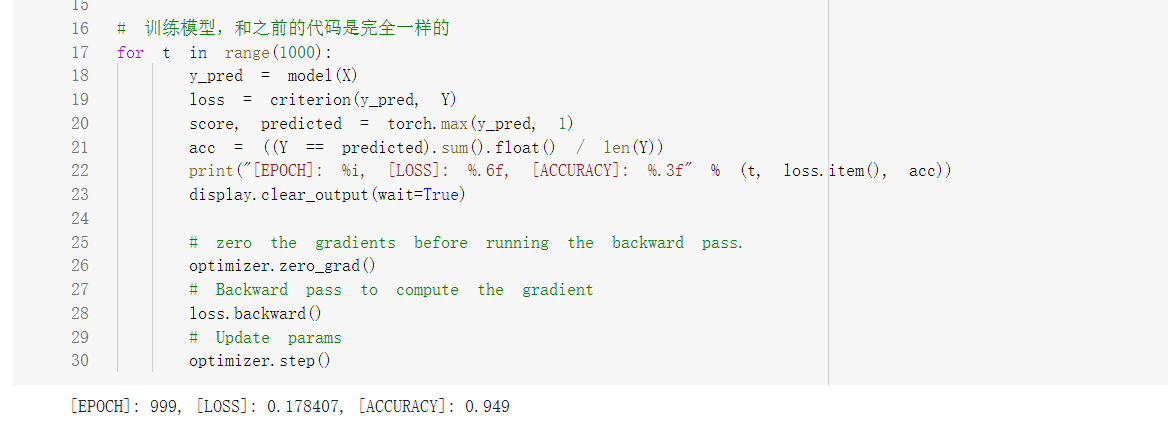 15
16 # 训练模型，和之前的代码是完全一样的
17 for t in range(1000):
18 y_pred = model(X)
19 loss = criterion(y_pred, Y)
20 score, predicted = torch.max(y_pred, 1)
21 acc = ((Y == predicted).sum().float() / len(Y))
22 print("[EPOCH]: %i, [LOSS]: %.6f, [ACCURACY]: %.3f" % (t, loss.item(), acc))
23 display.clear_output(wait=True)
24
25 # zero the gradients before running the backward pass.
26 optimizer.zero_grad()
27 # Backward pass to compute the gradient
28 loss.backward()
29 # Update params
30 optimizer.step()
[EPOCH]: 999, [LOSS]: 0.178407, [ACCURACY]: 0.949